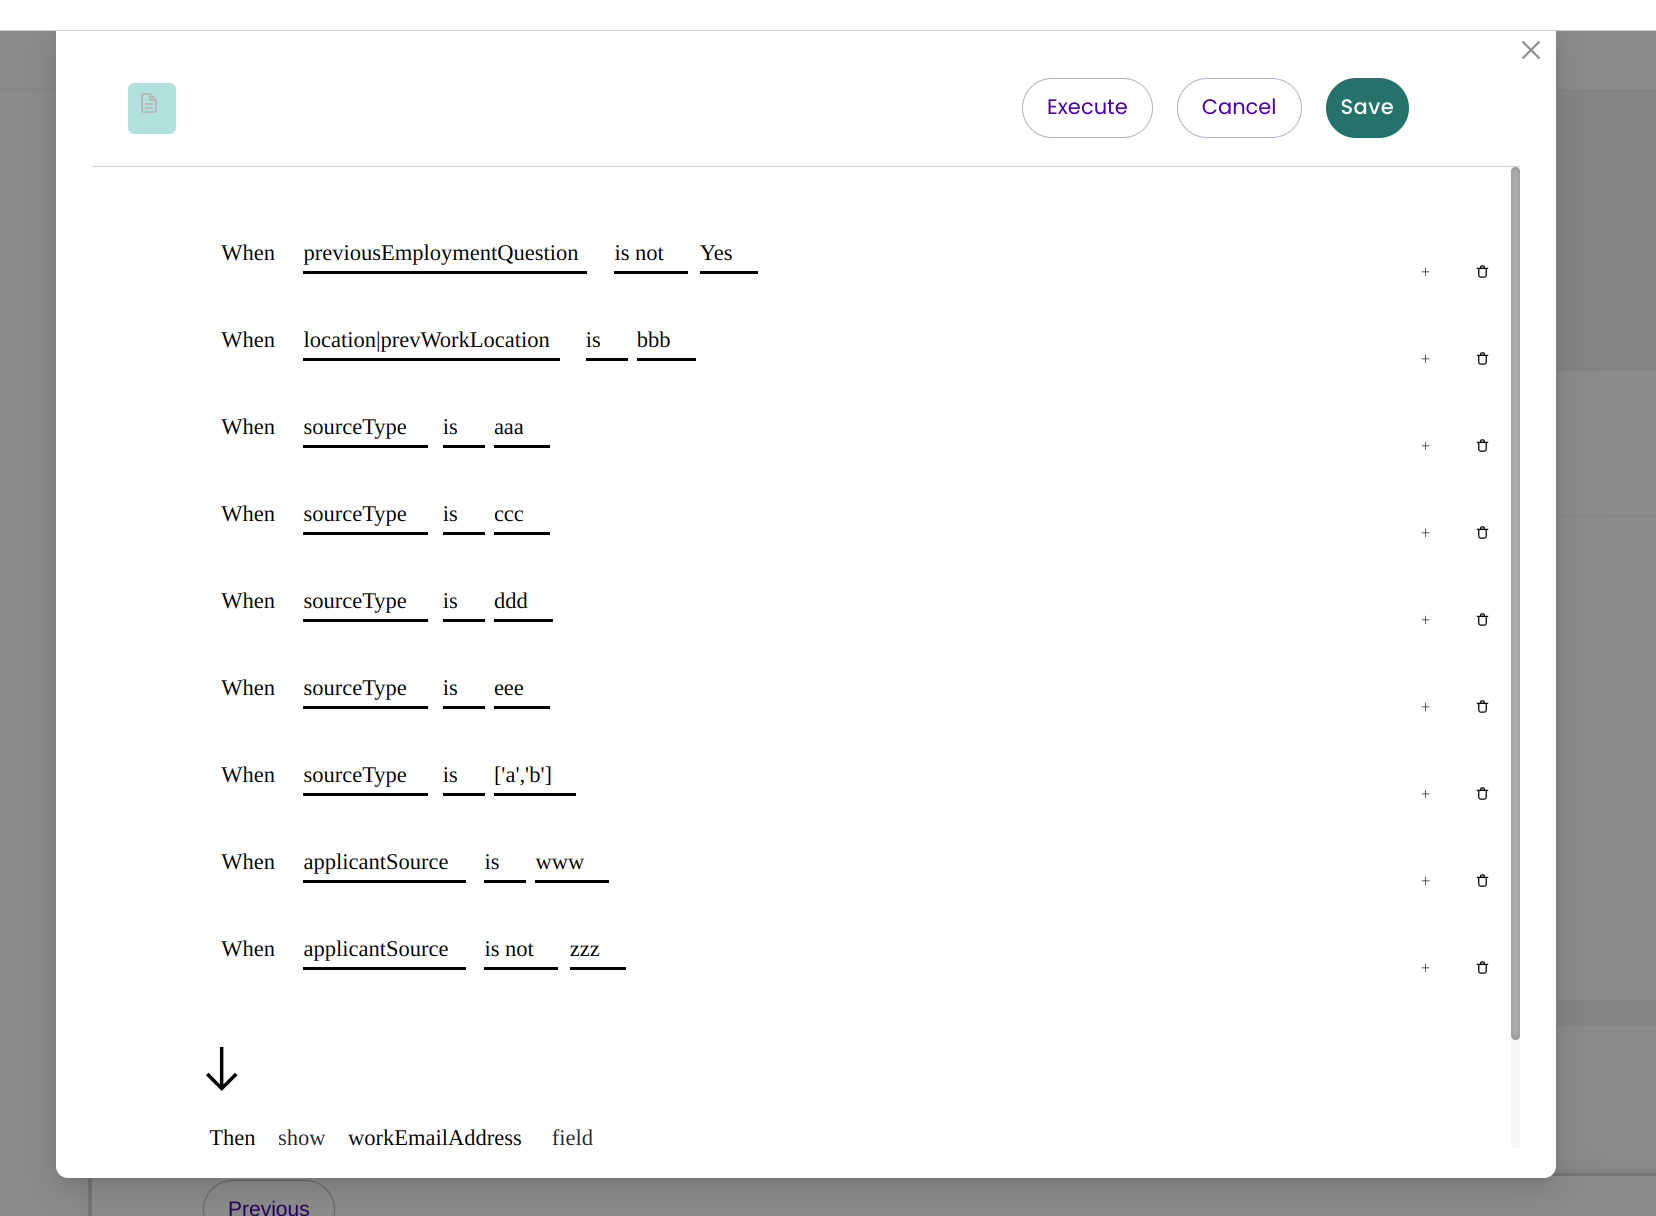 Execute Cancel Save
When previousEmploymentQuestion is not Yes
When location|prevWorkLocation is bbb
When sourceType is aaa
When sourceType is ccc
When sourceType is ddd
When sourceType is eee
When sourceType is ['a','b']
When applicantSource is www
When applicantSource is not zzz
Then show workEmailAddress field
Previous